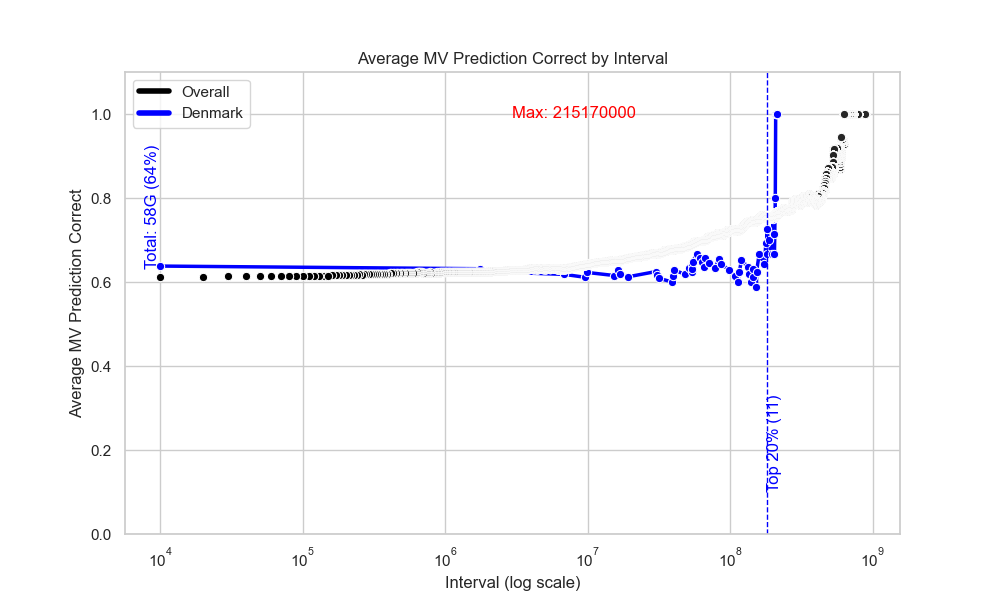 Average MV Prediction Correct by Interval
Overall
Denmark
Max: 215170000
Total: 58G (64%)
Top 20% (11)
Average MV Prediction Correct
1.0
0.8
0.6
0.4
0.2
0.0
10^4
10^5
10^6
10^7
10^8
10^9
Interval (log scale)